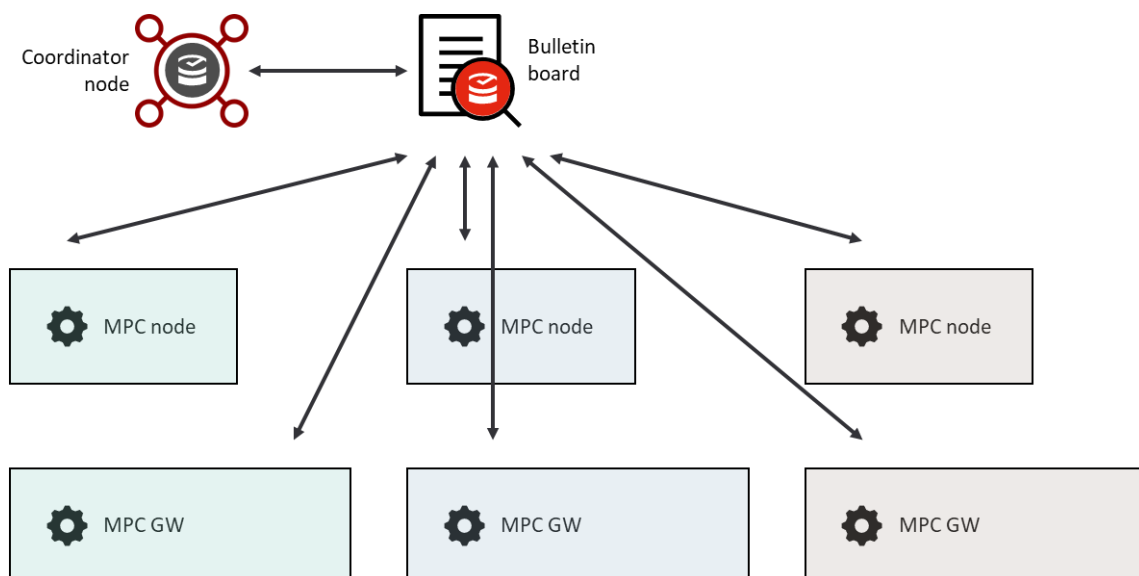 Coordinator
node
Bulletin
board
MPC node
MPC node
MPC node
MPC GW
MPC GW
MPC GW